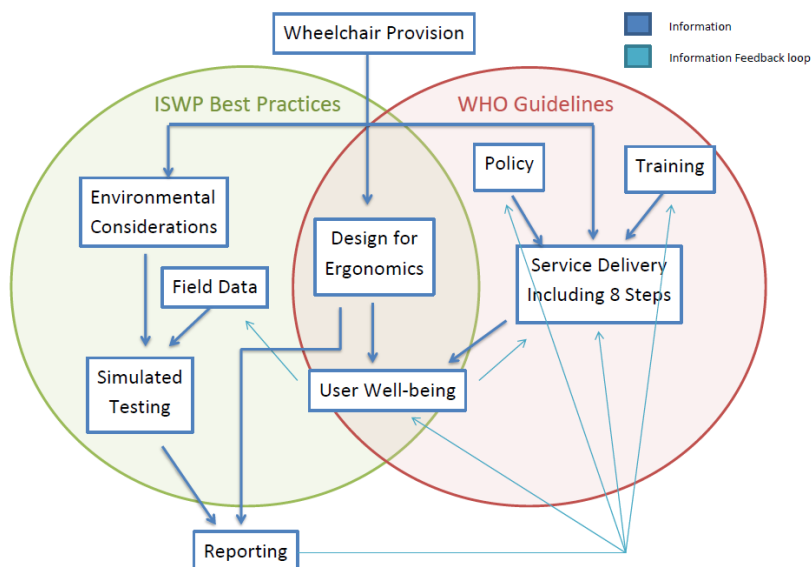 Wheelchair Provision
Information
Information Feedback loop
ISWP Best Practices
WHO Guidelines
Policy
Training
Environmental
Considerations
Design for
Ergonomics
Service Delivery
Including 8 Steps
Field Data
Simulated
Testing
User Well-being
Reporting